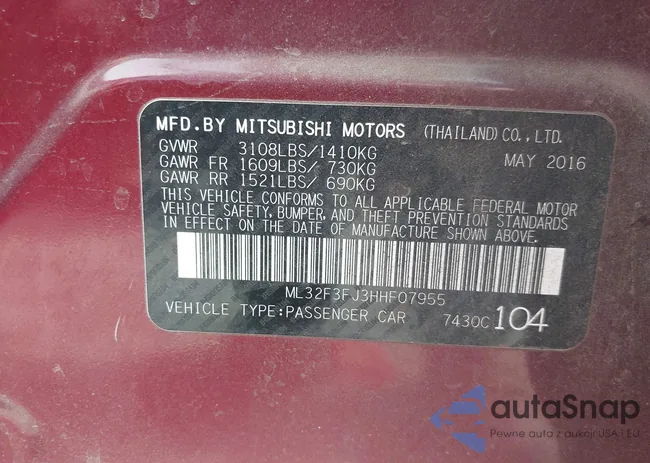 MFD.BY MITSUBISHI MOTORS (THAILAND) CO., LTD.
GVWR 3108LBS/1410KG MAY 2016
GAWR FR 1609LBS/ 730KG
GAWR RR 1521LBS/ 690KG
THIS VEHICLE CONFORMS TO ALL APPLICABLE FEDERAL MOTOR
VEHICLE SAFETY, BUMPER, AND THEFT PREVENTION STANDARDS
IN EFFECT ON THE DATE OF MANUFACTURE SHOWN ABOVE.
ML32F3FJ3HHF07955
VEHICLE TYPE:PASSENGER CAR 7430C 104
autaSnap
Pewne auta z aukcji USA i EU